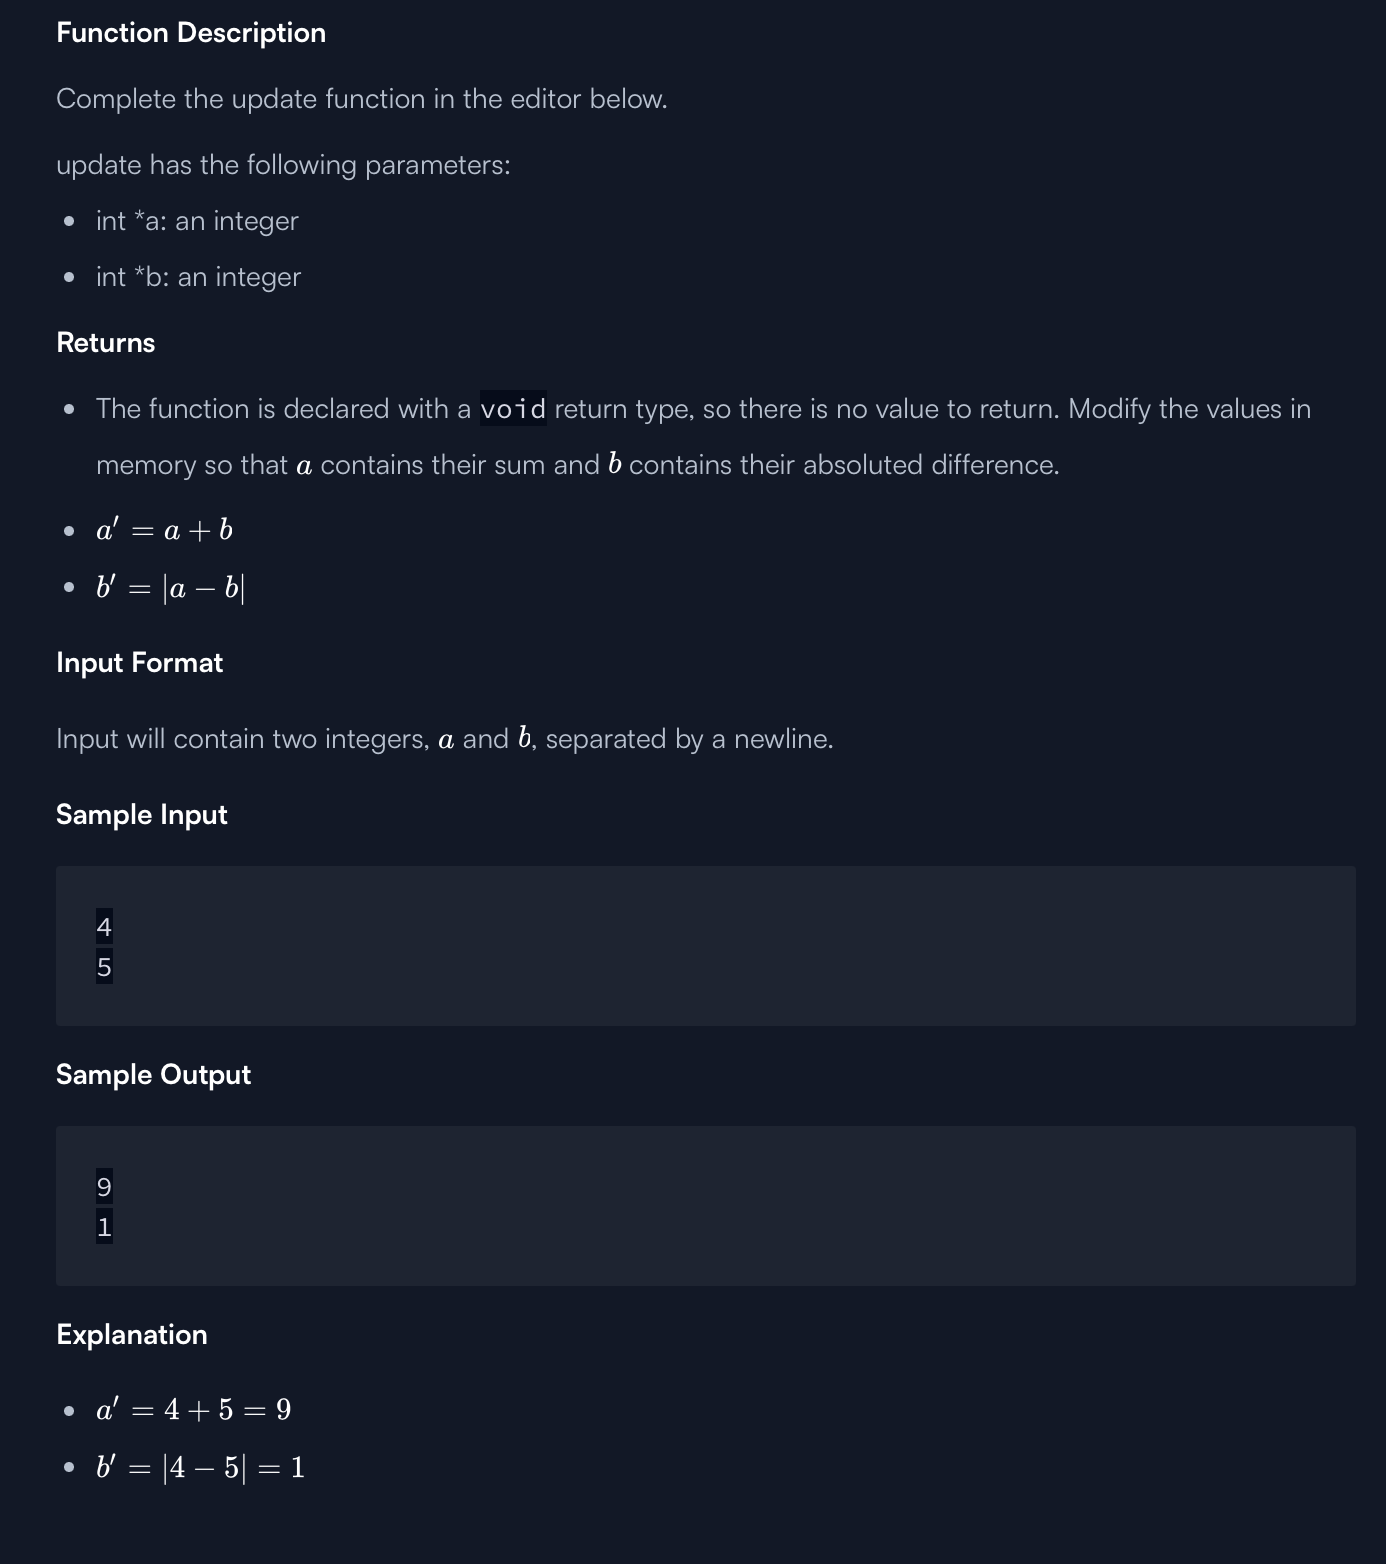 Function Description
Complete the update function in the editor below.
update has the following parameters:
• int *a: an integer
• int *b: an integer
Returns
• The function is declared with a void return type, so there is no value to return. Modify the values in
memory so that a contains their sum and b contains their absoluted difference.
• a′ = a + b
• b′ = |a − b|
Input Format
Input will contain two integers, a and b, separated by a newline.
Sample Input
4
5
Sample Output
9
1
Explanation
• a′ = 4 + 5 = 9
• b′ = |4 − 5| = 1